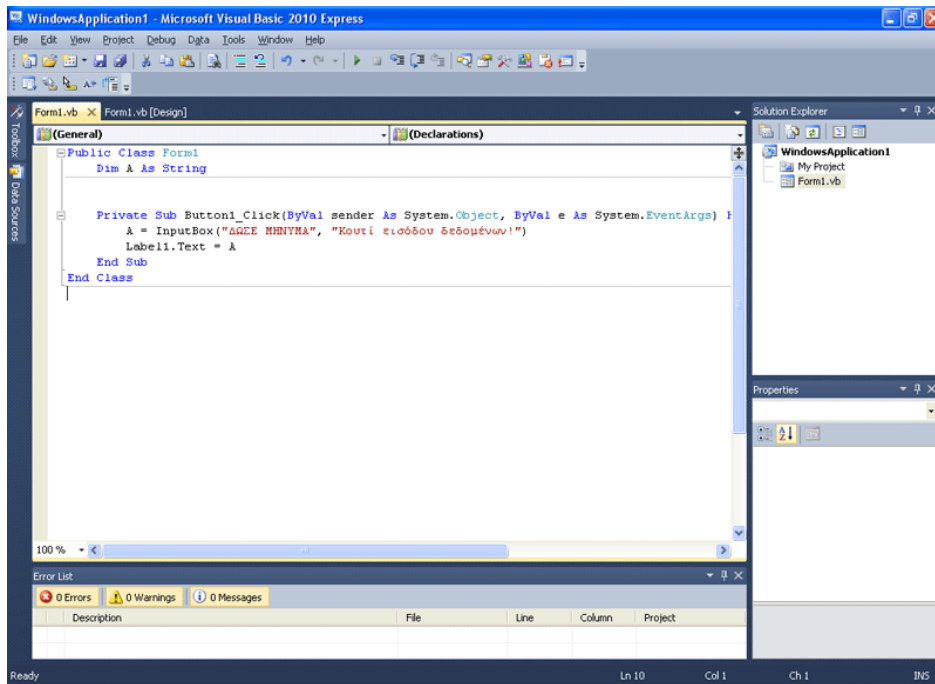 WindowsApplication1 - Microsoft Visual Basic 2010 Express
File Edit View Project Debug Data Tools Window Help
Toolbox
Data Sources
Form1.vb Form1.vb [Design]
(General) (Declarations)
Public Class Form1
Dim A As String
Private Sub Button1_Click(ByVal sender As System.Object, ByVal e As System.EventArgs) H
A = InputBox("ΔΩΣΕ ΜΗΝΥΜΑ", "Κουτί εισόδου δεδομένων!")
Label1.Text = A
End Sub
End Class
100 %
Solution Explorer
WindowsApplication1
My Project
Form1.vb
Properties
Error List
0 Errors 0 Warnings 0 Messages
Description File Line Column Project
Ready Ln 10 Col 1 Ch 1 INS